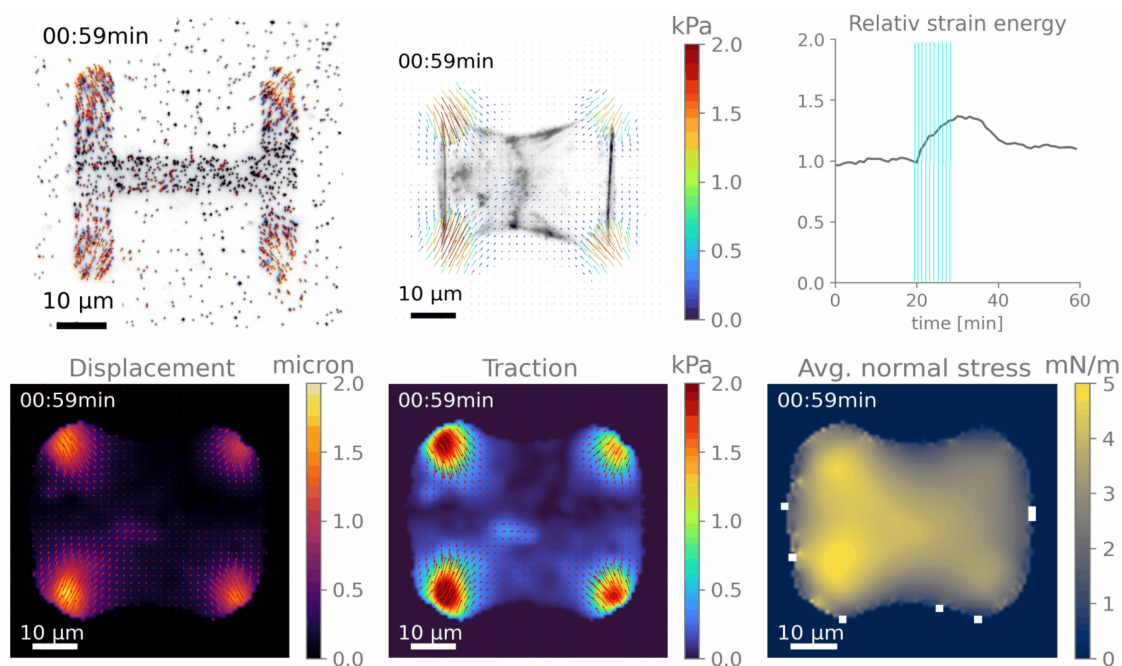 00:59min
10 μm
kPa
00:59min
2.0
1.5
1.0
0.5
0.0
10 μm
Relativ strain energy
2.0
1.5
1.0
0.5
0.0
0
20
40
60
time [min]
Displacement
micron
00:59min
2.0
1.5
1.0
0.5
0.0
10 μm
Traction
kPa
00:59min
2.0
1.5
1.0
0.5
0.0
10 μm
Avg. normal stress
mN/m
00:59min
5
4
3
2
1
0
10 μm